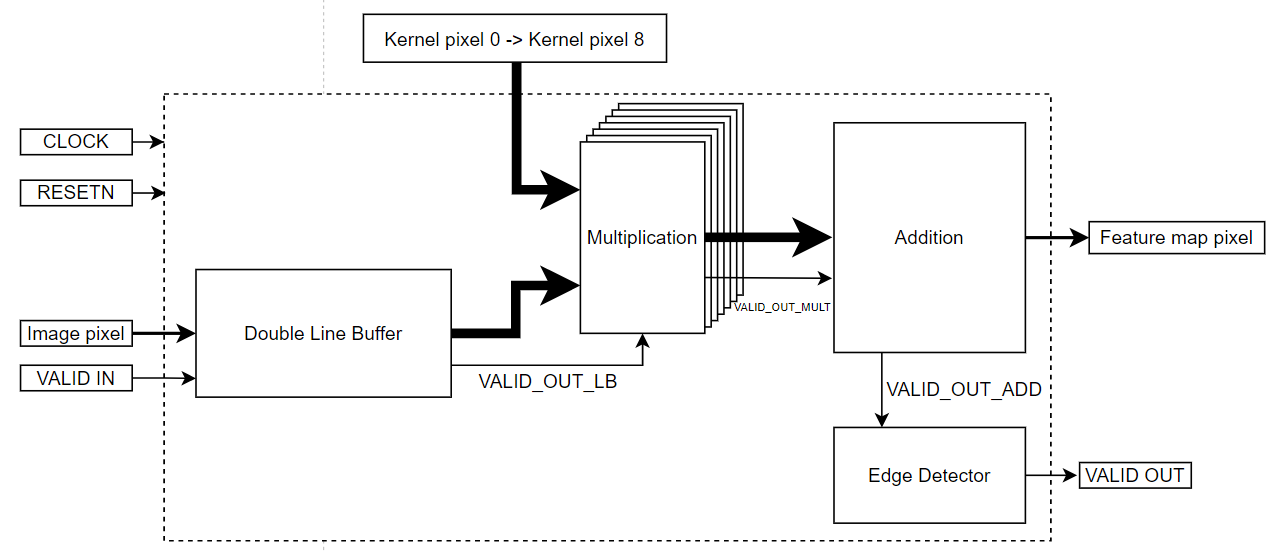 Kernel pixel 0 -> Kernel pixel 8
CLOCK
RESETN
Multiplication
Addition
Feature map pixel
VALID_OUT_MULT
Image pixel
Double Line Buffer
VALID IN
VALID_OUT_LB
VALID_OUT_ADD
Edge Detector
VALID OUT